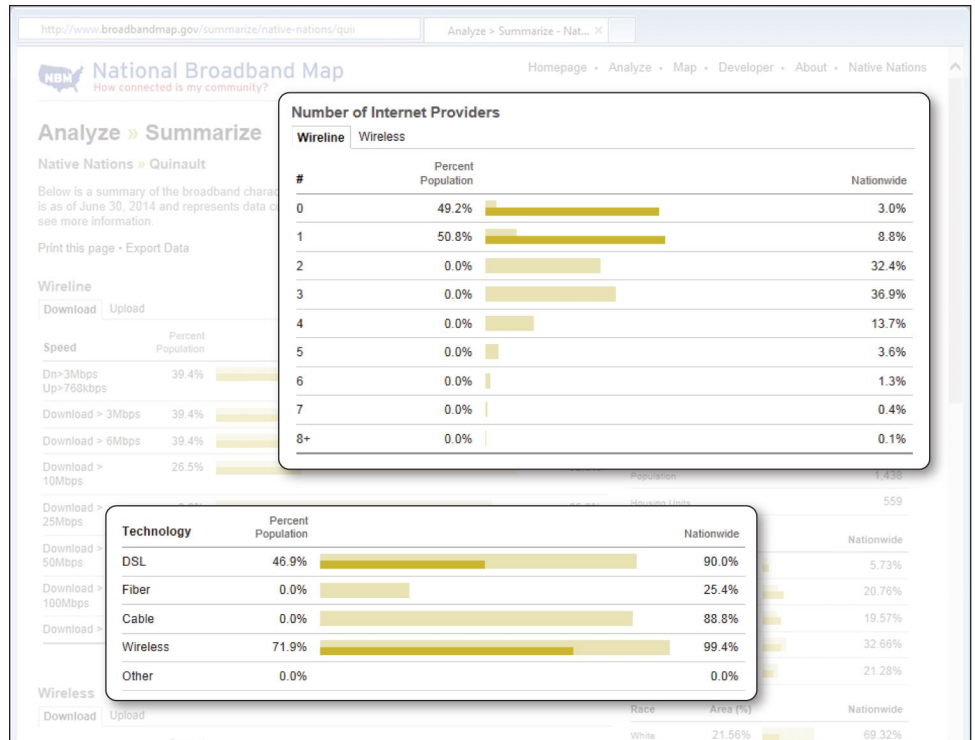 http://www.broadbandmap.gov/summarize/native-nations/qui
Analyze > Summarize - Nat... ×
NBM National Broadband Map
How connected is my community?
Homepage • Analyze • Map • Developer • About • Native Nations
Analyze » Summarize
Native Nations » Quinault
Below is a summary of the broadband
is as of June 30, 2014 and represents data
see more information.
Print this page • Export Data
Wireline
Download Upload
Speed Percent Population
Dn>3Mbps Up>768kbps 39.4%
Download > 3Mbps 39.4%
Download > 6Mbps 39.4%
Download > 10Mbps 26.5%
Download > 25Mbps
Download > 50Mbps
Download > 100Mbps
Download >
Wireless
Download Upload
Number of Internet Providers
Wireline Wireless
# Percent Population Nationwide
0 49.2% 3.0%
1 50.8% 8.8%
2 0.0% 32.4%
3 0.0% 36.9%
4 0.0% 13.7%
5 0.0% 3.6%
6 0.0% 1.3%
7 0.0% 0.4%
8+ 0.0% 0.1%
Population 1,438
Housing Units 559
Technology Percent Population Nationwide
DSL 46.9% 90.0%
Fiber 0.0% 25.4%
Cable 0.0% 88.8%
Wireless 71.9% 99.4%
Other 0.0% 0.0%
Nationwide
5.73%
20.76%
19.57%
32.66%
21.28%
Race Area (%) Nationwide
White 21.56% 69.32%